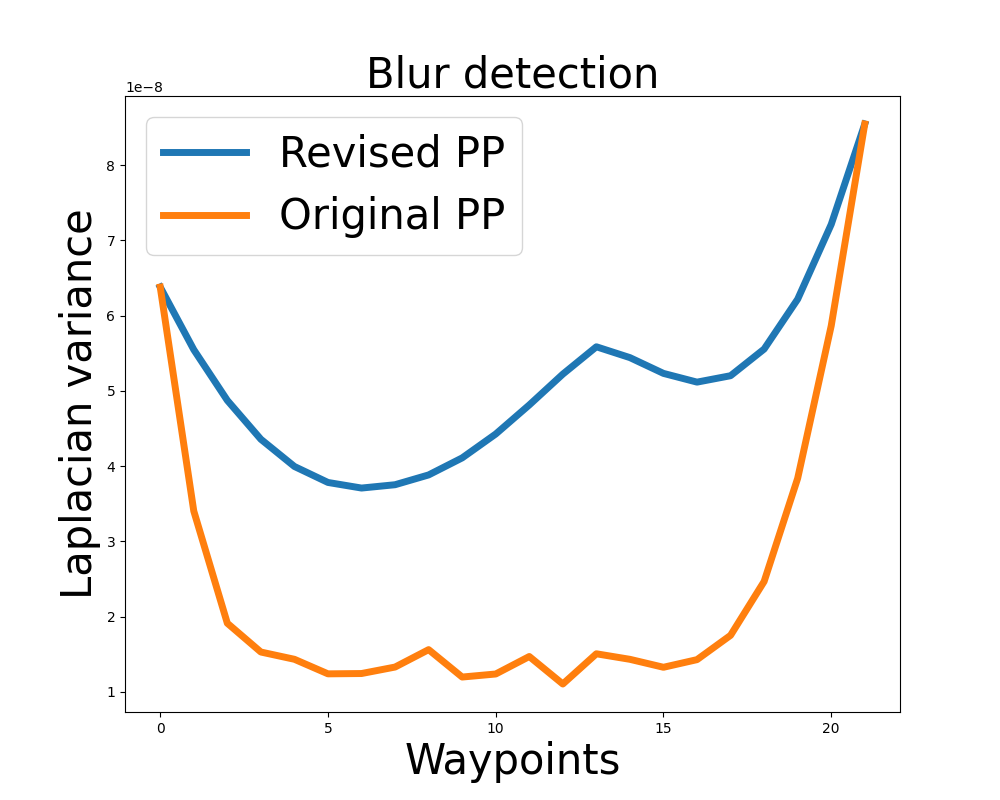 Blur detection
1e−8
Revised PP
Original PP
8
7
6
5
4
3
2
1
Laplacian variance
0 5 10 15 20
Waypoints